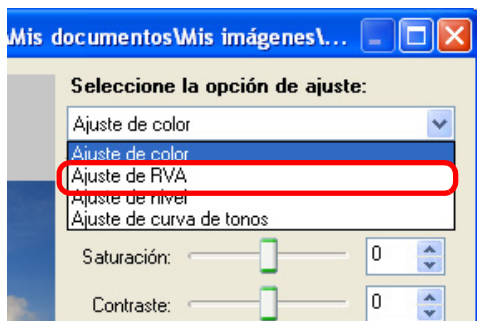 \Mis documentos\Mis imágenes\...
Seleccione la opción de ajuste:
Ajuste de color
Ajuste de color
Ajuste de RVA
Ajuste de nivel
Ajuste de curva de tonos
Saturación: 0
Contraste: 0